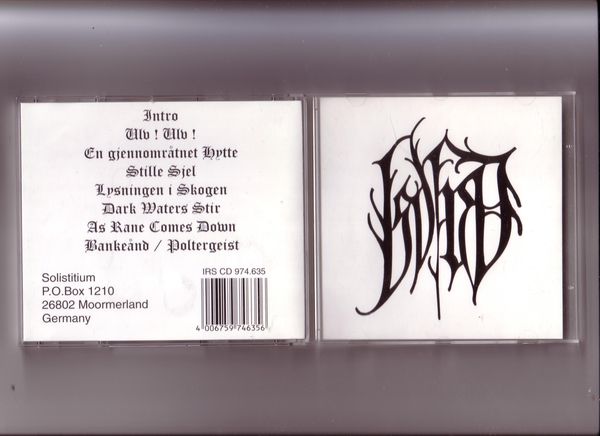 Intro
Ulv ! Ulv !
En gjennområtnet Hytte
Stille Sjel
Lysningen i Skogen
Dark Waters Stir
As Rane Comes Down
Bankeånd / Poltergeist
Solistitium
P.O.Box 1210
26802 Moormerland
Germany
IRS CD 974.635
4 006759 746356